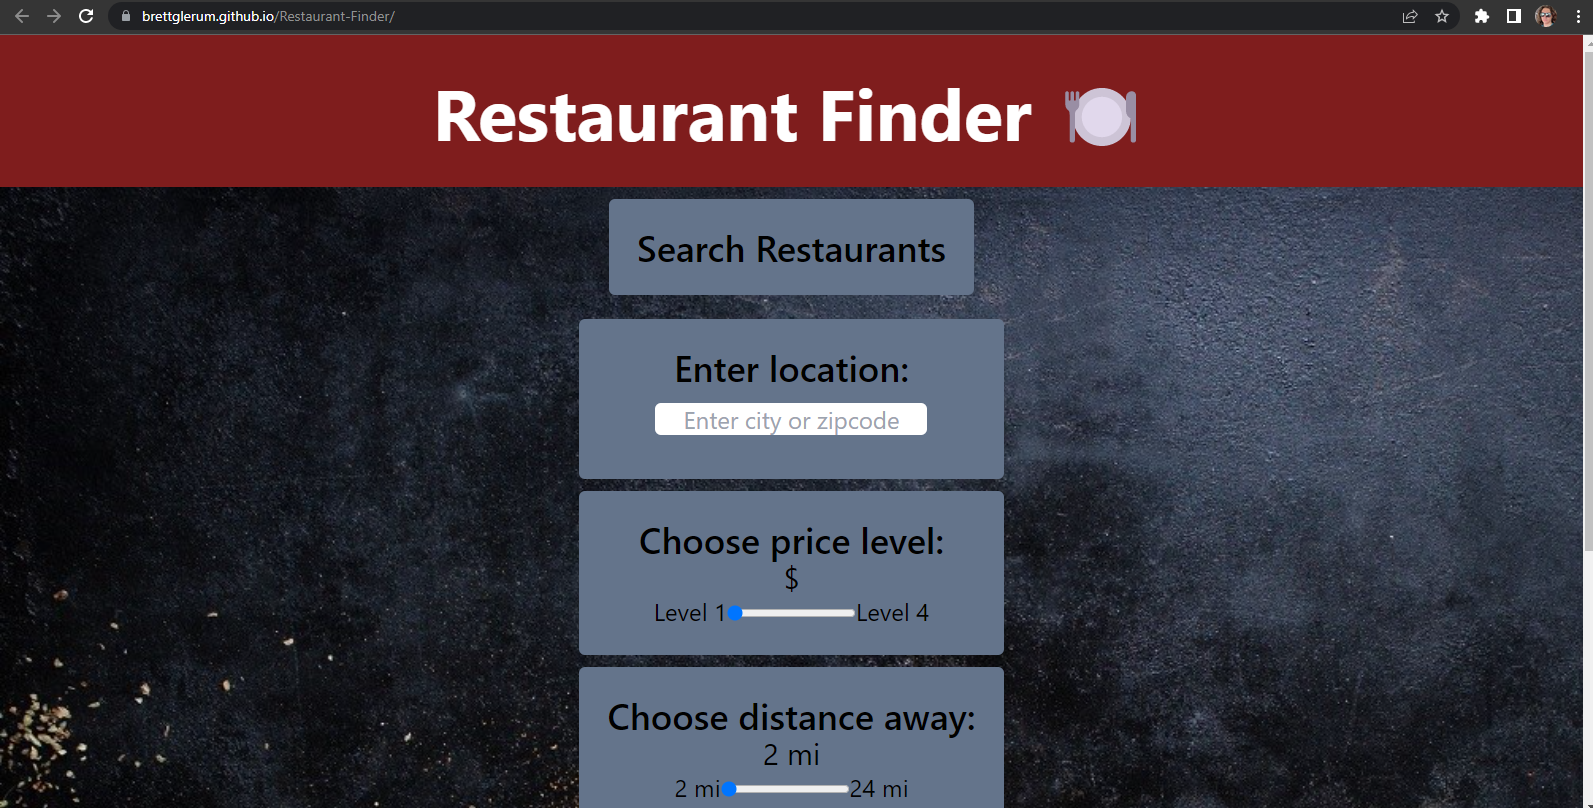 brettglerum.github.io/Restaurant-Finder/
Restaurant Finder
Search Restaurants
Enter location:
Enter city or zipcode
Choose price level:
$
Level 1 Level 4
Choose distance away:
2 mi
2 mi 24 mi